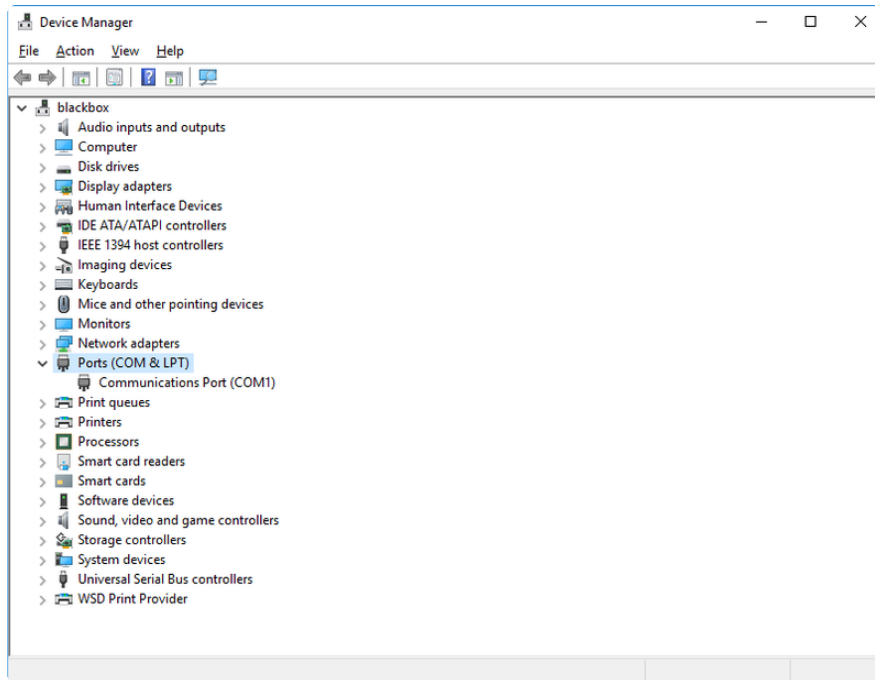 Device Manager
File Action View Help
blackbox
Audio inputs and outputs
Computer
Disk drives
Display adapters
Human Interface Devices
IDE ATA/ATAPI controllers
IEEE 1394 host controllers
Imaging devices
Keyboards
Mice and other pointing devices
Monitors
Network adapters
Ports (COM & LPT)
Communications Port (COM1)
Print queues
Printers
Processors
Smart card readers
Smart cards
Software devices
Sound, video and game controllers
Storage controllers
System devices
Universal Serial Bus controllers
WSD Print Provider